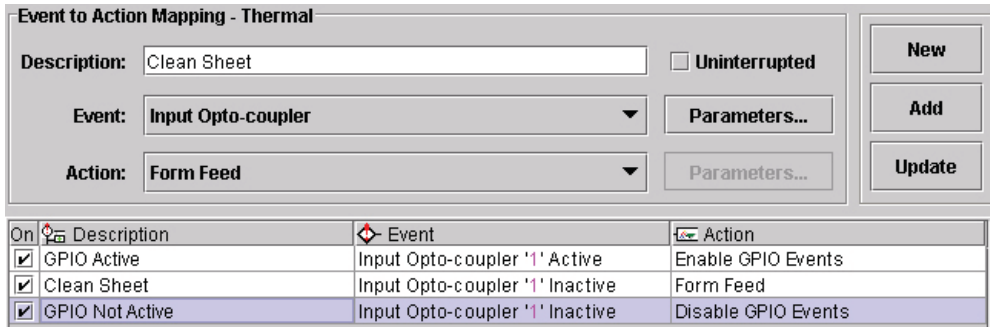 Event to Action Mapping - Thermal
Description: Clean Sheet Uninterrupted
Event: Input Opto-coupler Parameters...
Action: Form Feed Parameters...
New
Add
Update
On Description Event Action
GPIO Active Input Opto-coupler '1' Active Enable GPIO Events
Clean Sheet Input Opto-coupler '1' Inactive Form Feed
GPIO Not Active Input Opto-coupler '1' Inactive Disable GPIO Events